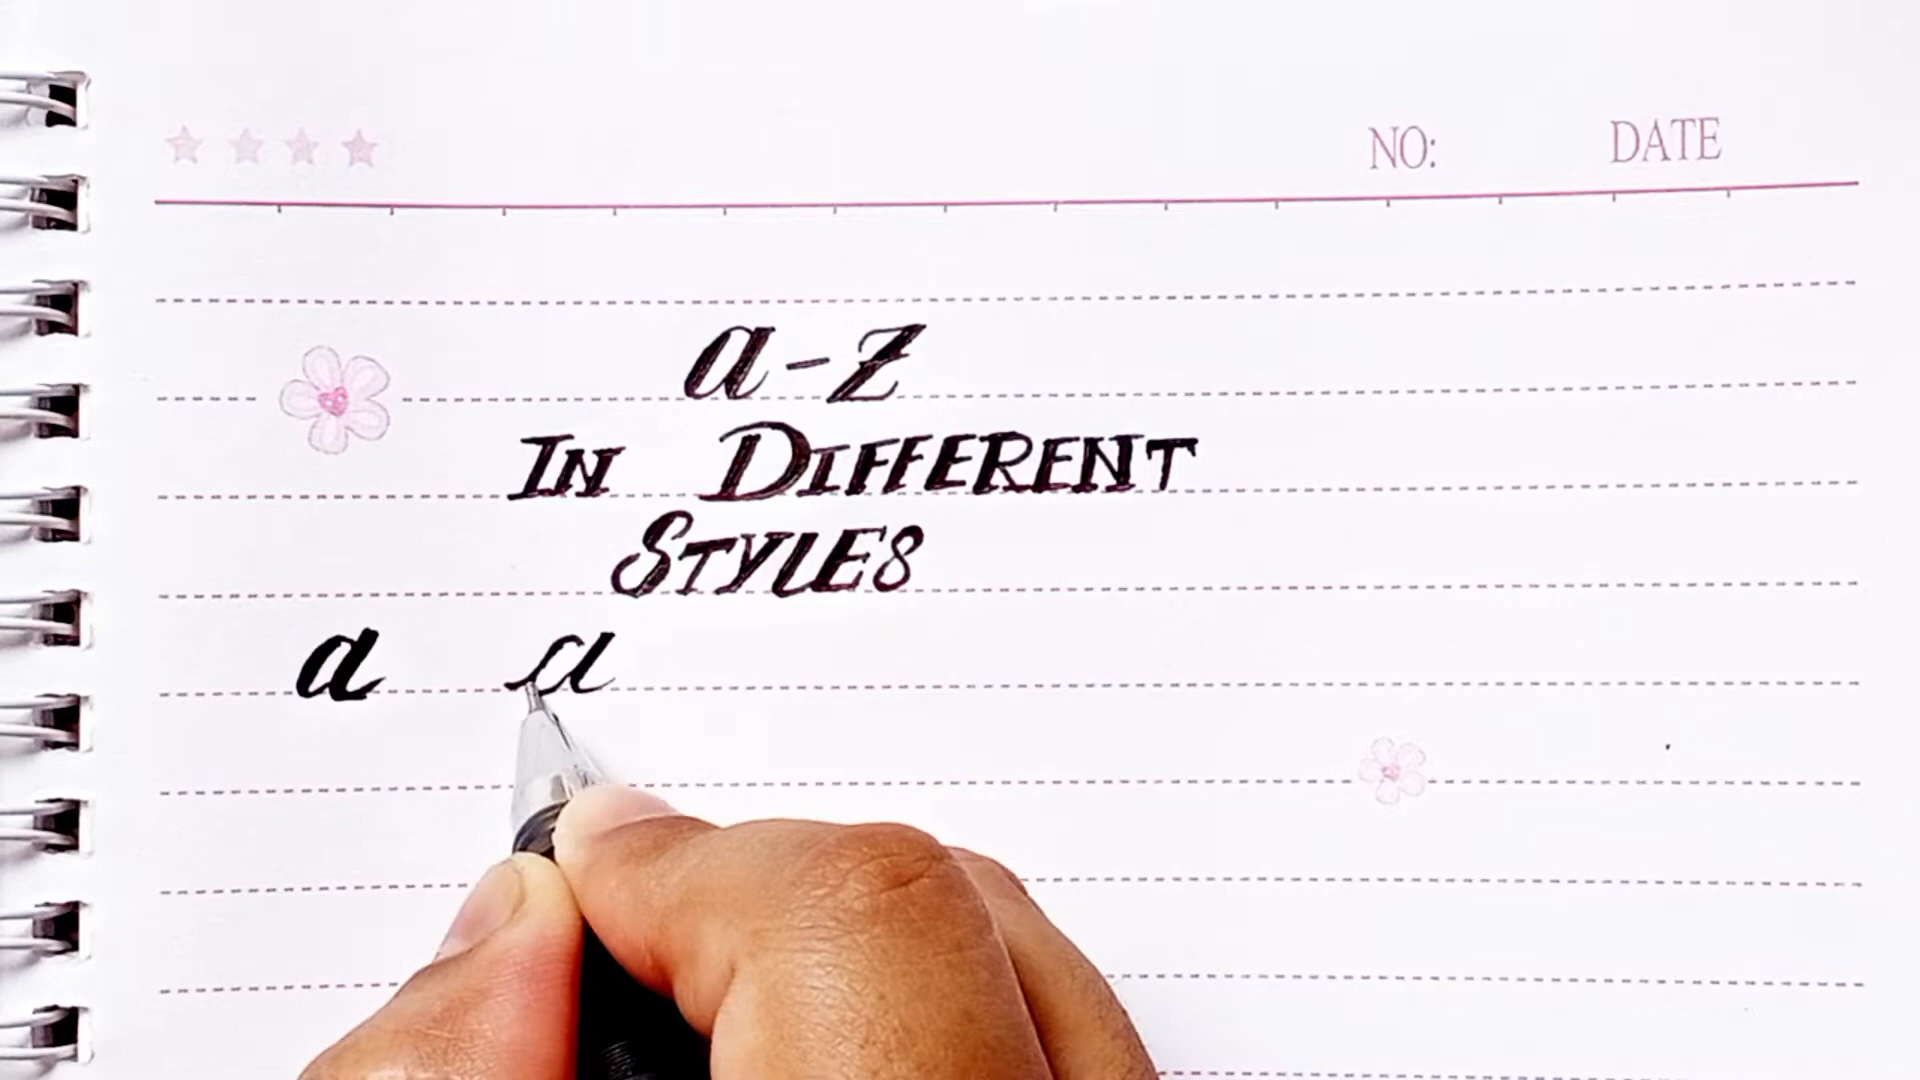 NO: DATE
a-z
In Different
Styles
a a